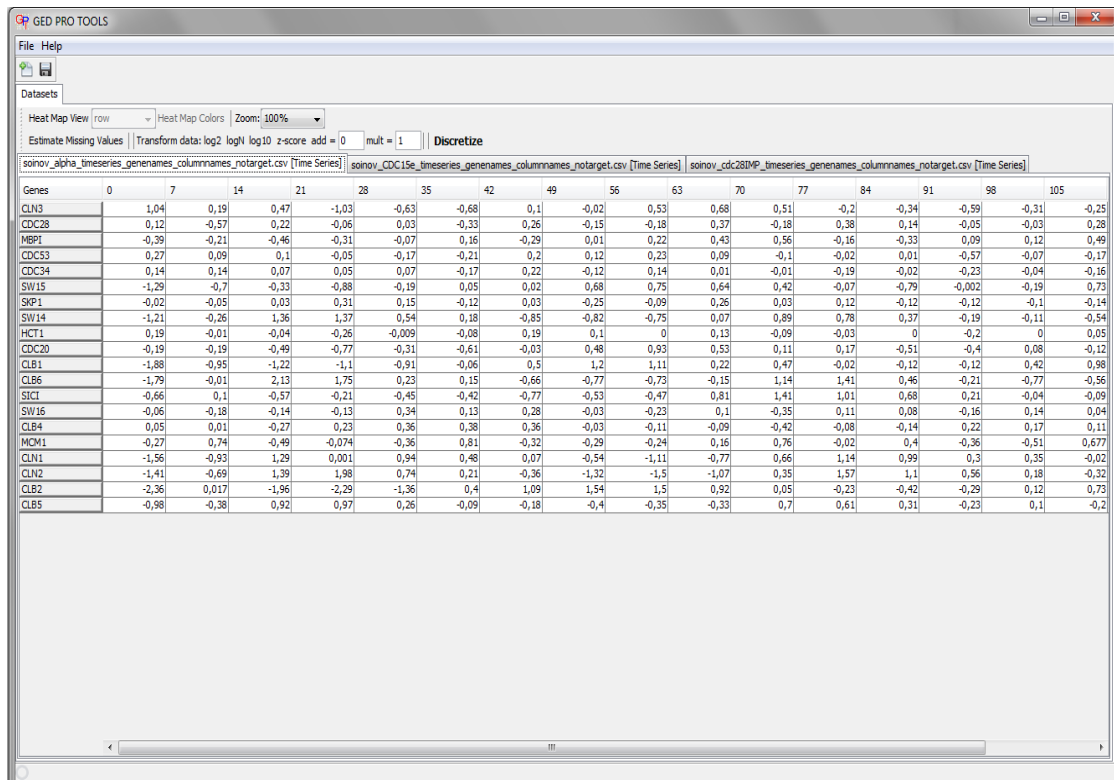 GED PRO TOOLS
File Help
Datasets
Heat Map View row Heat Map Colors Zoom: 100%
Estimate Missing Values Transform data: log2 logN log10 z-score add = 0 mult = 1 Discretize
soinov_alpha_timeseries_genenames_columnnames_notarget.csv [Time Series] soinov_CDC15e_timeseries_genenames_columnnames_notarget.csv [Time Series] soinov_cdc28IMP_timeseries_genenames_columnnames_notarget.csv [Time Series]
Genes 0 7 14 21 28 35 42 49 56 63 70 77 84 91 98 105
CLN3 1,04 0,19 0,47 -1,03 -0,63 -0,68 0,1 -0,02 0,53 0,68 0,51 -0,2 -0,34 -0,59 -0,31 -0,25
CDC28 0,12 -0,57 0,22 -0,06 0,03 -0,33 0,26 -0,15 -0,18 0,37 -0,18 0,38 0,14 -0,05 -0,03 0,28
MBPI -0,39 -0,21 -0,46 -0,31 -0,07 0,16 -0,29 0,01 0,22 0,43 0,56 -0,16 -0,33 0,09 0,12 0,49
CDC53 0,27 0,09 0,1 -0,05 -0,17 -0,21 0,2 0,12 0,23 0,09 -0,1 -0,02 0,01 -0,57 -0,07 -0,17
CDC34 0,14 0,14 0,07 0,05 0,07 -0,17 0,22 -0,12 0,14 0,01 -0,01 -0,19 -0,02 -0,23 -0,04 -0,16
SW15 -1,29 -0,7 -0,33 -0,88 -0,19 0,05 0,02 0,68 0,75 0,64 0,42 -0,07 -0,79 -0,002 -0,19 0,73
SKP1 -0,02 -0,05 0,03 0,31 0,15 -0,12 0,03 -0,25 -0,09 0,26 0,03 0,12 -0,12 -0,12 -0,1 -0,14
SW14 -1,21 -0,26 1,36 1,37 0,54 0,18 -0,85 -0,82 -0,75 0,07 0,89 0,78 0,37 -0,19 -0,11 -0,54
HCT1 0,19 -0,01 -0,04 -0,26 -0,009 -0,08 0,19 0,1 0 0,13 -0,09 -0,03 0 -0,2 0 0,05
CDC20 -0,19 -0,19 -0,49 -0,77 -0,31 -0,61 -0,03 0,48 0,93 0,53 0,11 0,17 -0,51 -0,4 0,08 -0,12
CLB1 -1,88 -0,95 -1,22 -1,1 -0,91 -0,06 0,5 1,2 1,11 0,22 0,47 -0,02 -0,12 -0,12 0,42 0,98
CLB6 -1,79 -0,01 2,13 1,75 0,23 0,15 -0,66 -0,77 -0,73 -0,15 1,14 1,41 0,46 -0,21 -0,77 -0,56
SICI -0,66 0,1 -0,57 -0,21 -0,45 -0,42 -0,77 -0,53 -0,47 0,81 1,41 1,01 0,68 0,21 -0,04 -0,09
SW16 -0,06 -0,18 -0,14 -0,13 0,34 0,13 0,28 -0,03 -0,23 0,1 -0,35 0,11 0,08 -0,16 0,14 0,04
CLB4 0,05 0,01 -0,27 0,23 0,36 0,38 0,36 -0,03 -0,11 -0,09 -0,42 -0,08 -0,14 0,22 0,17 0,11
MCM1 -0,27 0,74 -0,49 -0,074 -0,36 0,81 -0,32 -0,29 -0,24 0,16 0,76 -0,02 0,4 -0,36 -0,51 0,677
CLN1 -1,56 -0,93 1,29 0,001 0,94 0,48 0,07 -0,54 -1,11 -0,77 0,66 1,14 0,99 0,3 0,35 -0,02
CLN2 -1,41 -0,69 1,39 1,98 0,74 0,21 -0,36 -1,32 -1,5 -1,07 0,35 1,57 1,1 0,56 0,18 -0,32
CLB2 -2,36 0,017 -1,96 -2,29 -1,36 0,4 1,09 1,54 1,5 0,92 0,05 -0,23 -0,42 -0,29 0,12 0,73
CLB5 -0,98 -0,38 0,92 0,97 0,26 -0,09 -0,18 -0,4 -0,35 -0,33 0,7 0,61 0,31 -0,23 0,1 -0,2